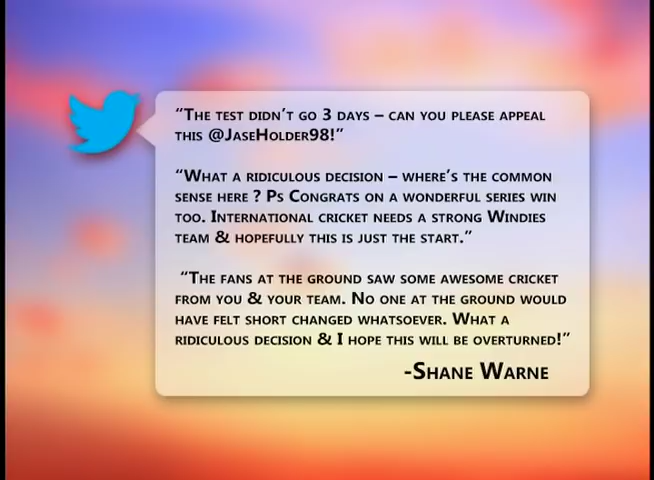 "The test didn't go 3 days – can you please appeal
this @JaseHolder98!"
"What a ridiculous decision – where's the common
sense here ? Ps Congrats on a wonderful series win
too. International cricket needs a strong Windies
team & hopefully this is just the start."
"The fans at the ground saw some awesome cricket
from you & your team. No one at the ground would
have felt short changed whatsoever. What a
ridiculous decision & I hope this will be overturned!"
-Shane Warne